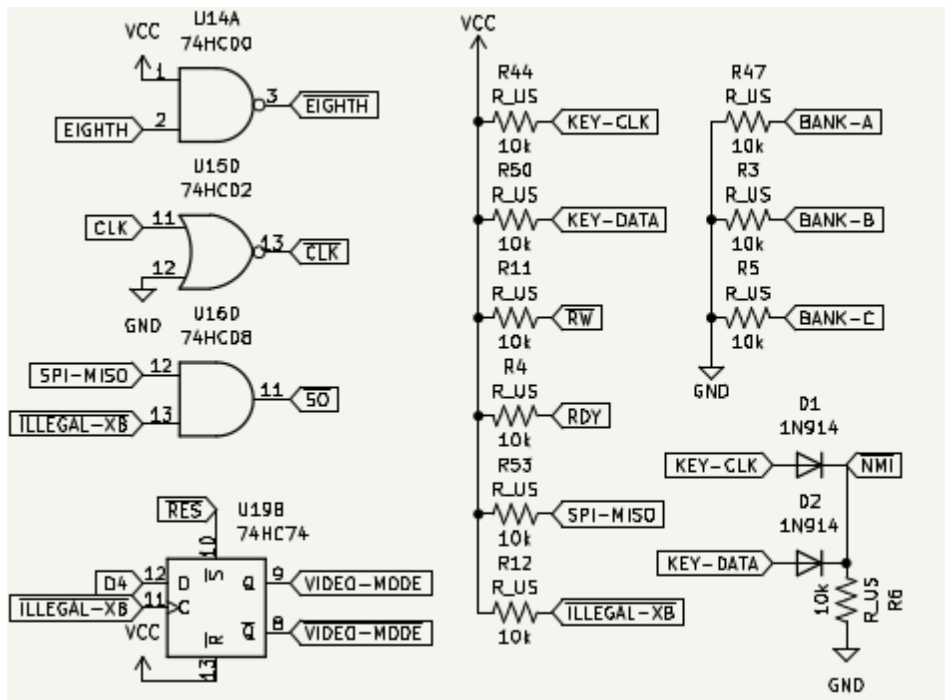 U14A
74HC00
VCC
1
2
3
EIGHTH
EIGHTH
U15D
74HC02
CLK
11
12
13
CLK
GND
U16D
74HC08
SPI-MISO
12
13
11
SO
ILLEGAL-XB
RES
U19B
74HC74
10
S
D4
12
D
Q
9
VIDEO-MODE
ILLEGAL-XB
11
C
VCC
R
Q
8
VIDEO-MODE
13
VCC
R44
R_US
10k
KEY-CLK
R50
R_US
10k
KEY-DATA
R11
R_US
10k
RW
R4
R_US
10k
RDY
R53
R_US
10k
SPI-MISO
R12
R_US
10k
ILLEGAL-XB
R47
R_US
10k
BANK-A
R3
R_US
10k
BANK-B
R5
R_US
10k
BANK-C
GND
D1
1N914
KEY-CLK
NMI
D2
1N914
KEY-DATA
10k
R_US
R6
GND